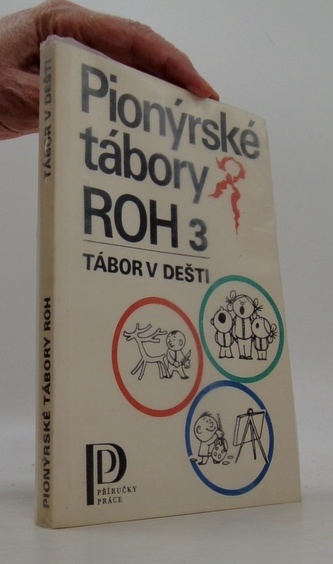 Pionýrské
tábory
ROH 3
TÁBOR V DEŠTI
PŘÍRUČKY
PRÁCE
PIONÝRSKÉ TÁBORY ROH
TÁBOR V DEŠTI